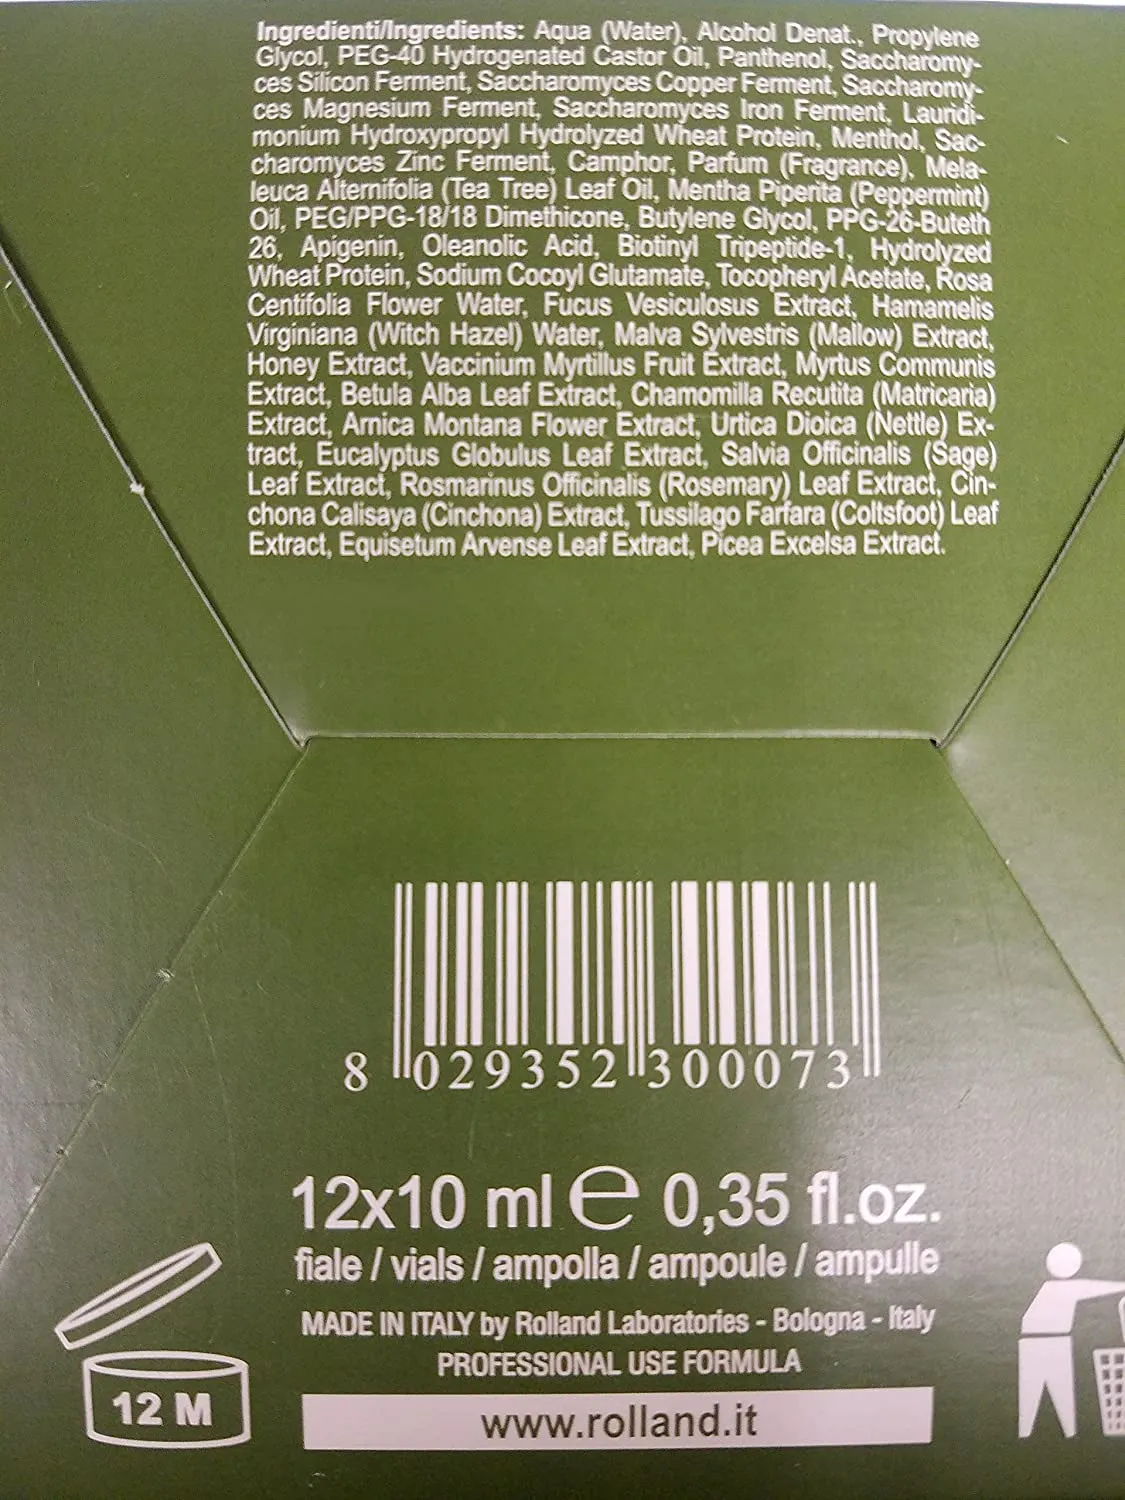 Ingredienti/Ingredients: Aqua (Water), Alcohol Denat., Propylene
Glycol, PEG-40 Hydrogenated Castor Oil, Panthenol, Saccharomy-
ces Silicon Ferment, Saccharomyces Copper Ferment, Saccharomy-
ces Magnesium Ferment, Saccharomyces Iron Ferment, Lauridi-
monium Hydroxypropyl Hydrolyzed Wheat Protein, Menthol, Sac-
charomyces Zinc Ferment, Camphor, Parfum (Fragrance), Mela-
leuca Alternifolia (Tea Tree) Leaf Oil, Mentha Piperita (Peppermint)
Oil, PEG/PPG-18/18 Dimethicone, Butylene Glycol, PPG-26-Buteth
26, Apigenin, Oleanolic Acid, Biotinyl Tripeptide-1, Hydrolyzed
Wheat Protein, Sodium Cocoyl Glutamate, Tocopheryl Acetate, Rosa
Centifolia Flower Water, Fucus Vesiculosus Extract, Hamamelis
Virginiana (Witch Hazel) Water, Malva Sylvestris (Mallow) Extract,
Honey Extract, Vaccinium Myrtillus Fruit Extract, Myrtus Communis
Extract, Betula Alba Leaf Extract, Chamomilla Recutita (Matricaria)
Extract, Arnica Montana Flower Extract, Urtica Dioica (Nettle) Ex-
tract, Eucalyptus Globulus Leaf Extract, Salvia Officinalis (Sage)
Leaf Extract, Rosmarinus Officinalis (Rosemary) Leaf Extract, Cin-
chona Calisaya (Cinchona) Extract, Tussilago Farfara (Coltsfoot) Leaf
Extract, Equisetum Arvense Leaf Extract, Picea Excelsa Extract.
8 029352 300073
12x10 ml e 0,35 fl.oz.
fiale / vials / ampolla / ampoule / ampulle
MADE IN ITALY by Rolland Laboratories - Bologna - Italy
PROFESSIONAL USE FORMULA
12 M
www.rolland.it